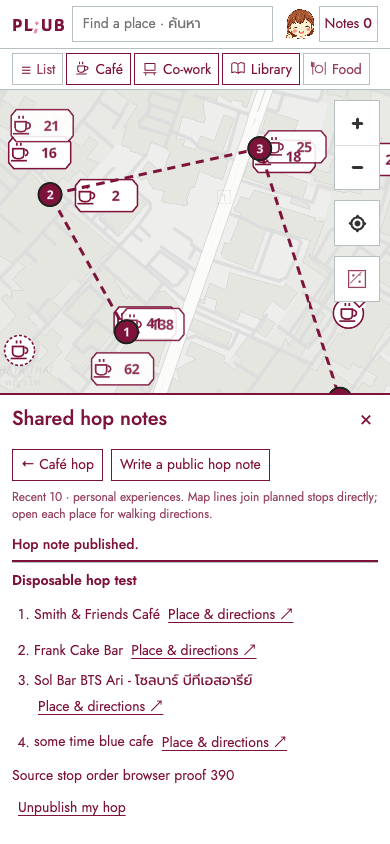 PL;UB
Find a place · ค้นหา
Notes 0
≡ List
Café
Co-work
Library
Food
21
16
2
2
3
25
18
1
62
+
−
Shared hop notes
×
← Café hop
Write a public hop note
Recent 10 · personal experiences. Map lines join planned stops directly;
open each place for walking directions.
Hop note published.
Disposable hop test
1. Smith & Friends Café Place & directions ↗
2. Frank Cake Bar Place & directions ↗
3. Sol Bar BTS Ari - โซลบาร์ บีทีเอสอารีย์
Place & directions ↗
4. some time blue cafe Place & directions ↗
Source stop order browser proof 390
Unpublish my hop